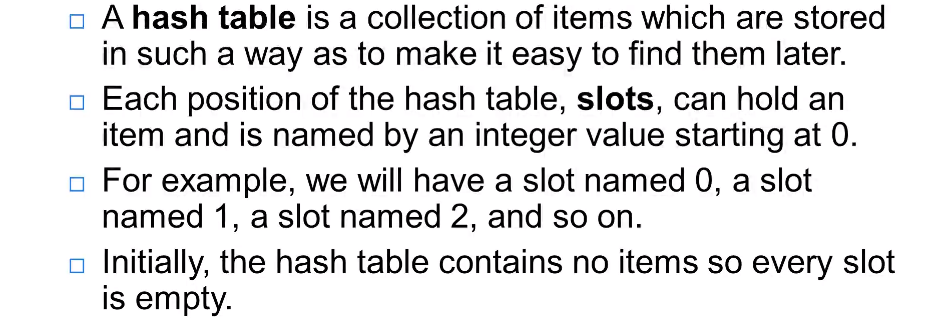 A hash table is a collection of items which are stored
in such a way as to make it easy to find them later.
Each position of the hash table, slots, can hold an
item and is named by an integer value starting at 0.
For example, we will have a slot named 0, a slot
named 1, a slot named 2, and so on.
Initially, the hash table contains no items so every slot
is empty.